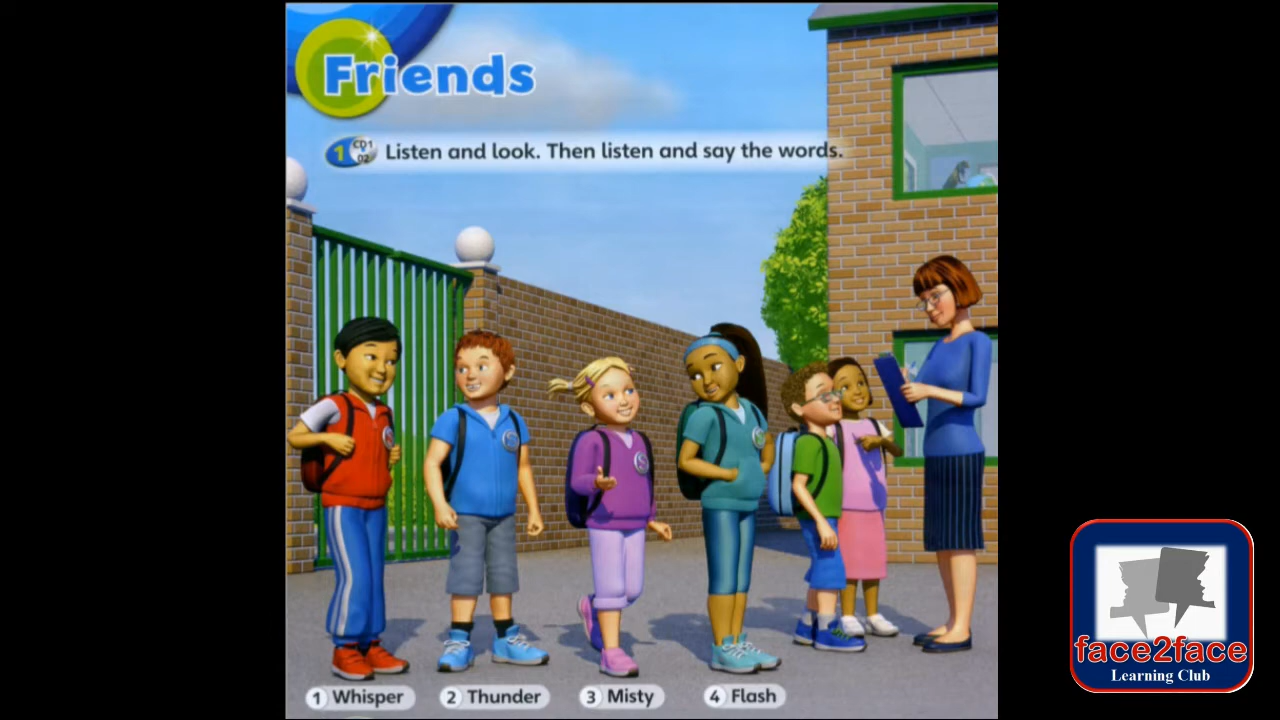 Friends
1 CD1 02 Listen and look. Then listen and say the words.
1 Whisper 2 Thunder 3 Misty 4 Flash
face2face
Learning Club